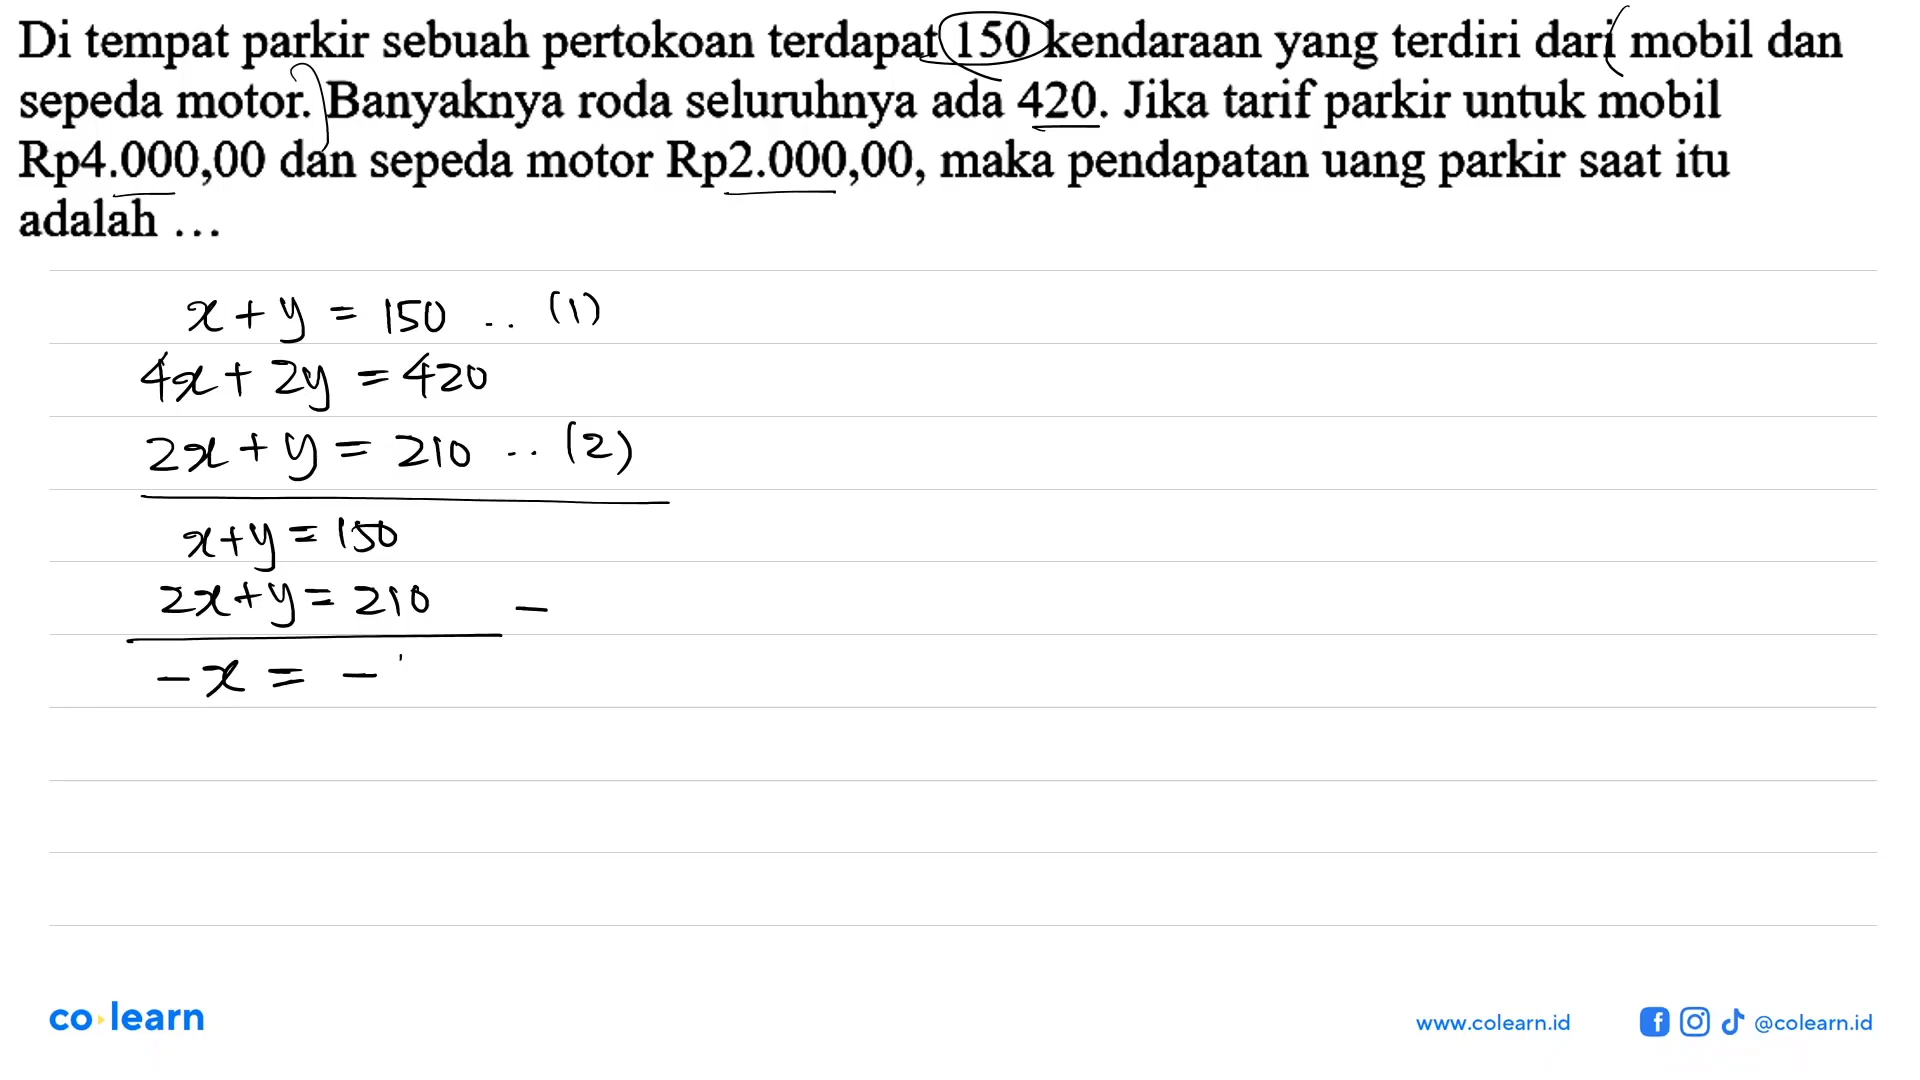 Di tempat parkir sebuah pertokoan terdapat 150 kendaraan yang terdiri dari mobil dan
sepeda motor. Banyaknya roda seluruhnya ada 420. Jika tarif parkir untuk mobil
Rp4.000,00 dan sepeda motor Rp2.000,00, maka pendapatan uang parkir saat itu
adalah ...
x + y = 150 .. (1)
4x + 2y = 420
2x + y = 210 .. (2)
x + y = 150
2x + y = 210 -
-x = -
co learn
www.colearn.id
@colearn.id